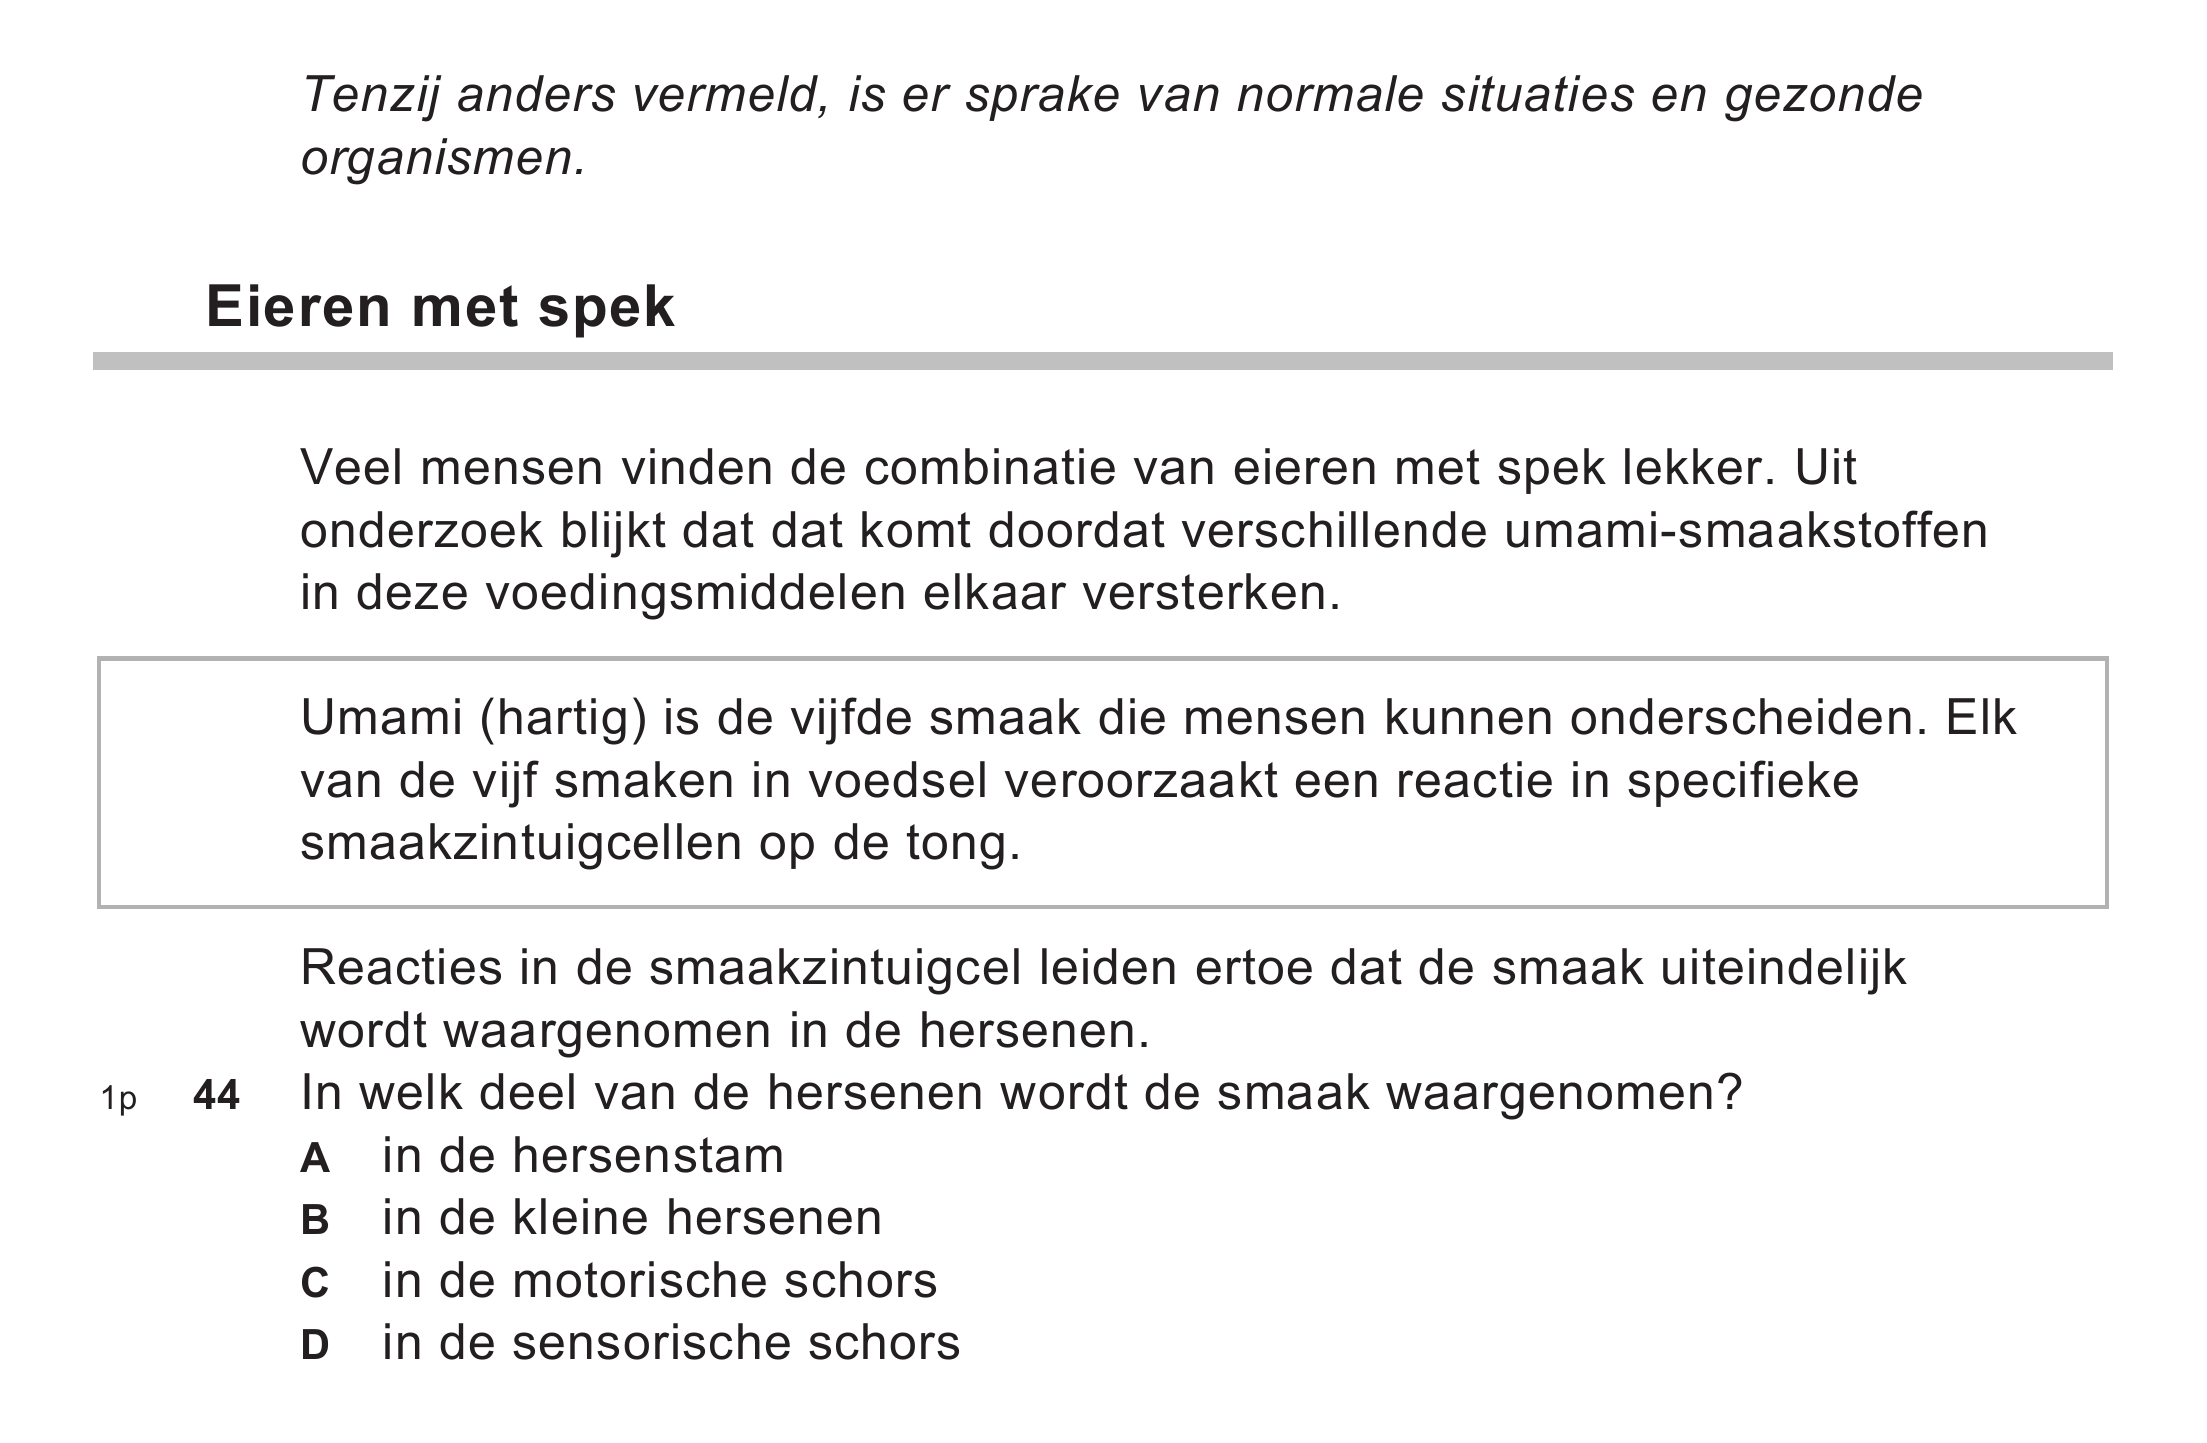 Tenzij anders vermeld, is er sprake van normale situaties en gezonde
organismen.
Eieren met spek
Veel mensen vinden de combinatie van eieren met spek lekker. Uit
onderzoek blijkt dat dat komt doordat verschillende umami-smaakstoffen
in deze voedingsmiddelen elkaar versterken.
Umami (hartig) is de vijfde smaak die mensen kunnen onderscheiden. Elk
van de vijf smaken in voedsel veroorzaakt een reactie in specifieke
smaakzintuigcellen op de tong.
Reacties in de smaakzintuigcel leiden ertoe dat de smaak uiteindelijk
wordt waargenomen in de hersenen.
1p 44 In welk deel van de hersenen wordt de smaak waargenomen?
A in de hersenstam
B in de kleine hersenen
C in de motorische schors
D in de sensorische schors